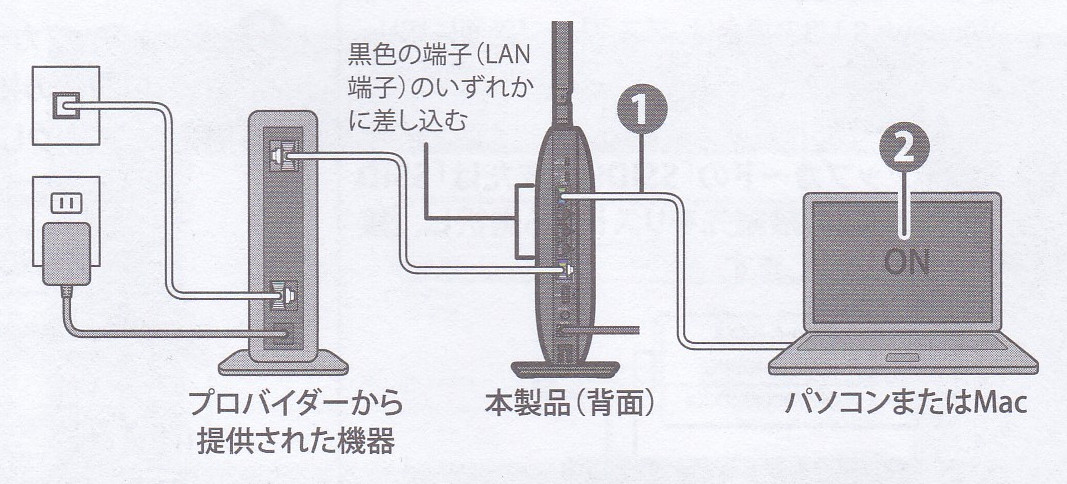 黒色の端子（LAN
端子）のいずれか
に差し込む
1
2
ON
プロバイダーから
提供された機器
本製品（背面）
パソコンまたはMac